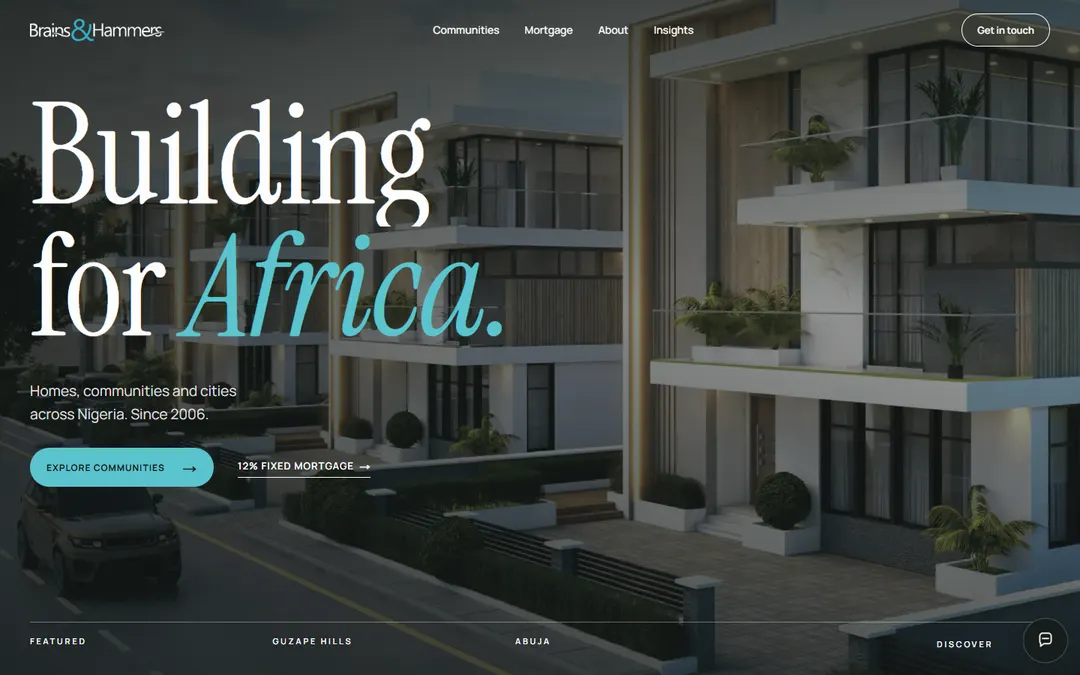 Brains&Hammers
Communities
Mortgage
About
Insights
Get in touch
Building
for Africa.
Homes, communities and cities
across Nigeria. Since 2006.
EXPLORE COMMUNITIES →
12% FIXED MORTGAGE →
FEATURED
GUZAPE HILLS
ABUJA
DISCOVER